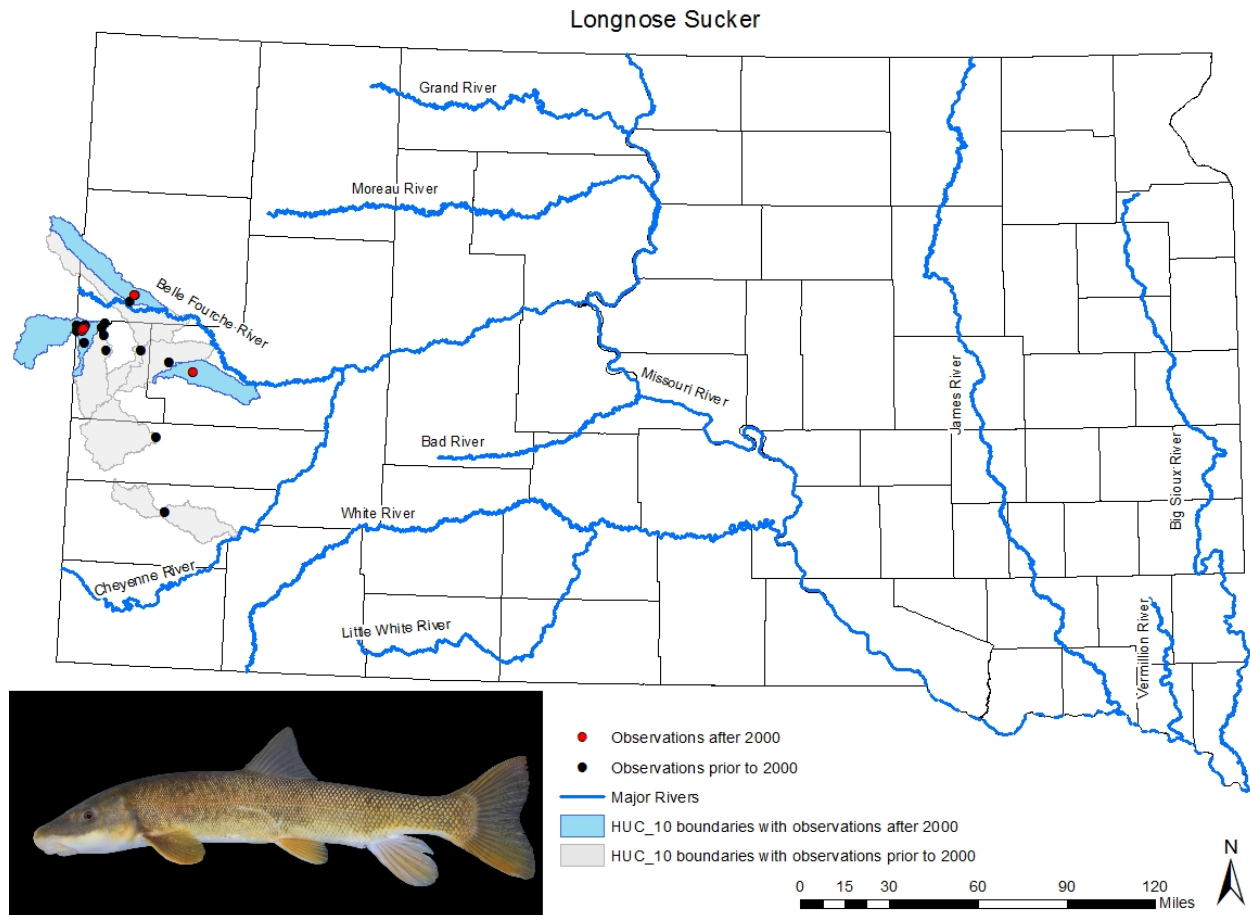 Longnose Sucker
Grand River
Moreau River
Belle Fourche River
Missouri River
James River
Bad River
Big Sioux River
White River
Cheyenne River
Little White River
Vermillion River
Observations after 2000
Observations prior to 2000
Major Rivers
HUC_10 boundaries with observations after 2000
HUC_10 boundaries with observations prior to 2000
N
0 15 30 60 90 120
Miles